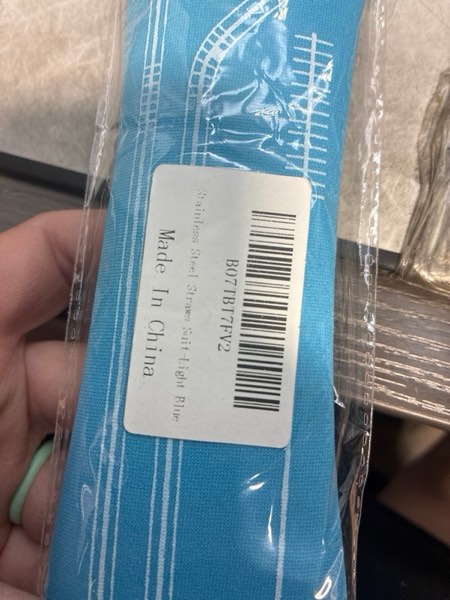 B07TBT7FV2
Stainless Steel Straws Suit-Light Blue
Made In China